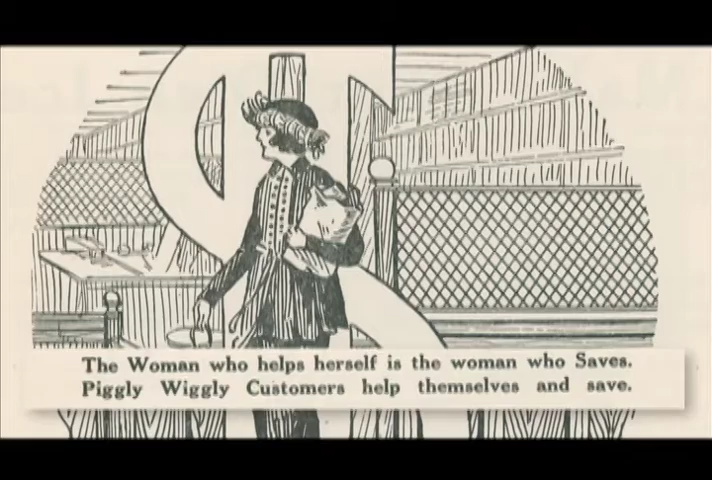 The Woman who helps herself is the woman who Saves.
Piggly Wiggly Customers help themselves and save.